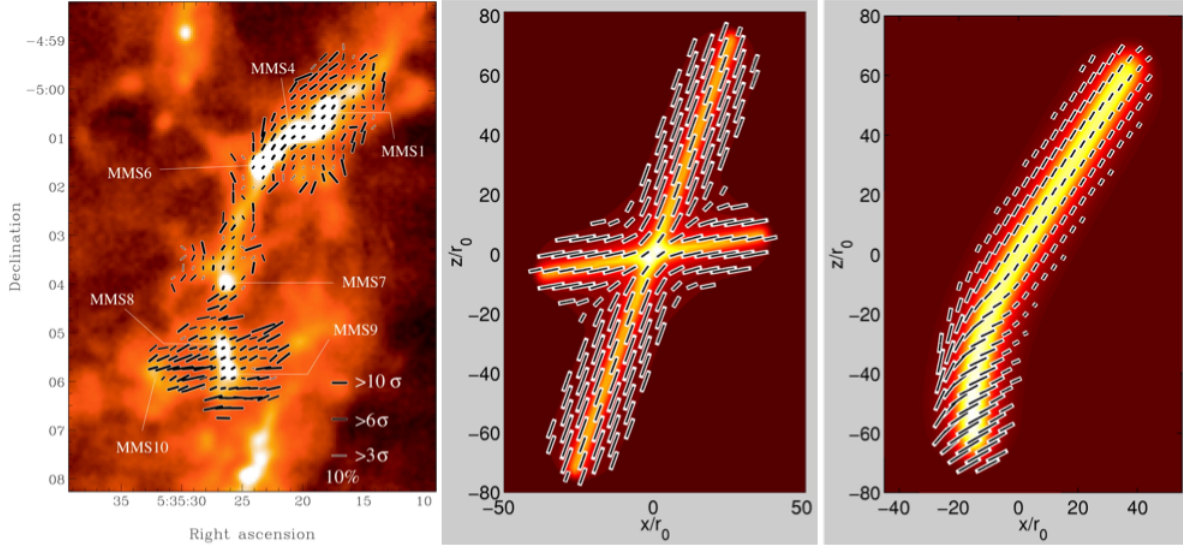 -4:59
-5:00
01
02
03
04
05
06
07
08
Declination
MMS4
MMS1
MMS6
MMS7
MMS8
MMS9
MMS10
>10 σ
>6σ
>3σ
10%
35
5:35:30
25
20
15
10
9
Right ascension
80
60
40
20
0
-20
-40
-60
-80
z/r0
-50
0
50
x/r0
80
60
40
20
0
-20
-40
-60
-80
z/r0
-40
-20
0
20
40
x/r0